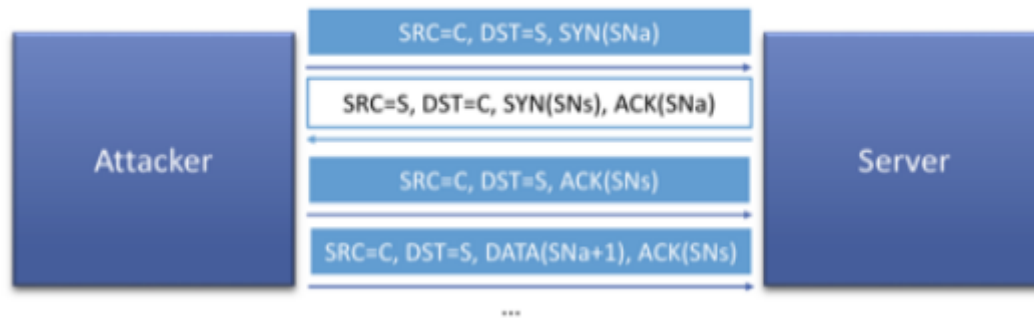 SRC=C, DST=S, SYN(SNa)
SRC=S, DST=C, SYN(SNs), ACK(SNa)
Attacker
Server
SRC=C, DST=S, ACK(SNs)
SRC=C, DST=S, DATA(SNa+1), ACK(SNs)
...